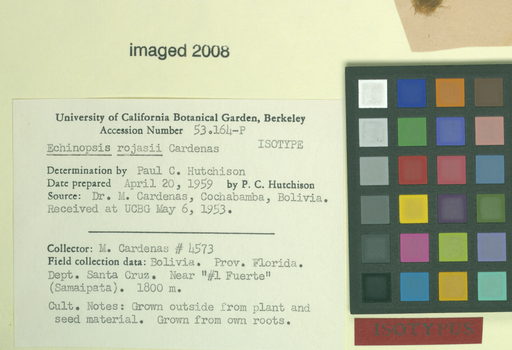 imaged 2008
University of California Botanical Garden, Berkeley
Accession Number 53.164-P
Echinopsis rojasii Cardenas ISOTYPE
Determination by Paul C. Hutchison
Date prepared April 20, 1959 by P. C. Hutchison
Source: Dr. M. Cardenas, Cochabamba, Bolivia.
Received at UCBG May 6, 1953.
Collector: M. Cardenas # 4573
Field collection data: Bolivia. Prov. Florida.
Dept. Santa Cruz. Near "#1 Fuerte"
(Samaipata). 1800 m.
Cult. Notes: Grown outside from plant and
seed material. Grown from own roots.
ISOTYPUS